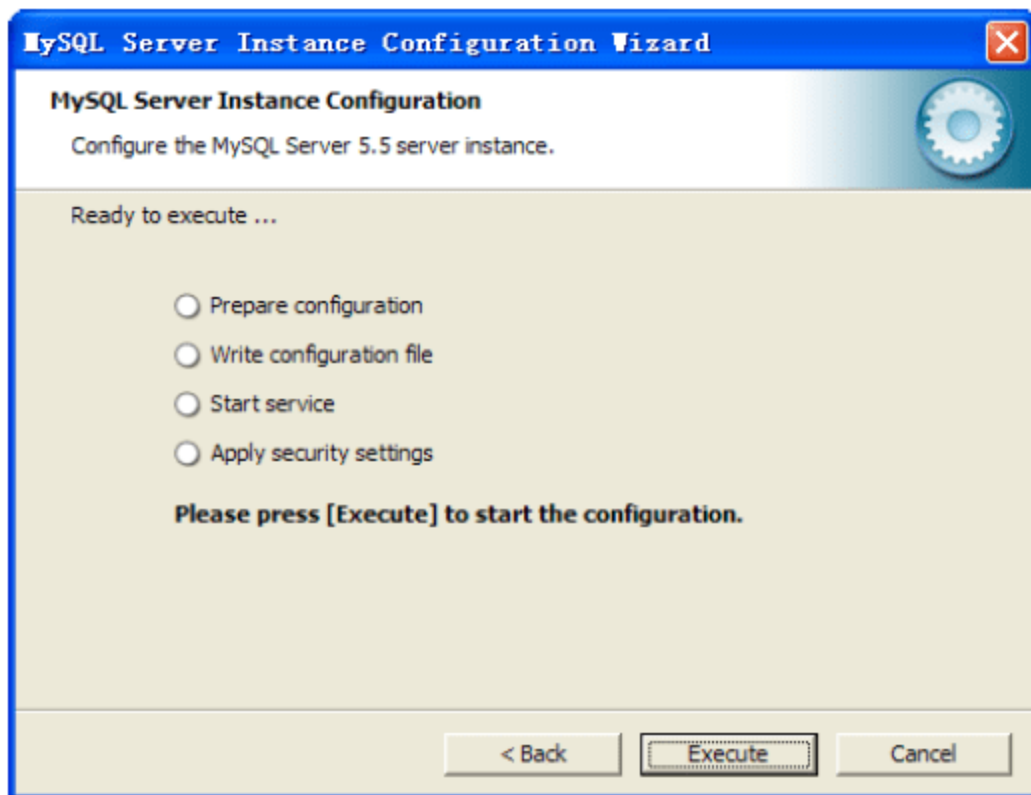 MySQL Server Instance Configuration Wizard
MySQL Server Instance Configuration
Configure the MySQL Server 5.5 server instance.
Ready to execute ...
Prepare configuration
Write configuration file
Start service
Apply security settings
Please press [Execute] to start the configuration.
< Back
Execute
Cancel